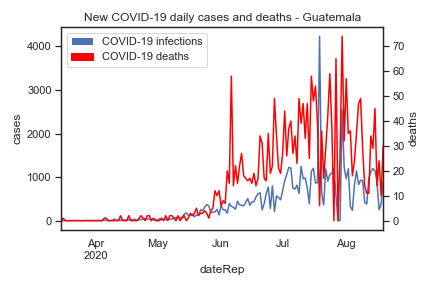 New COVID-19 daily cases and deaths - Guatemala
COVID-19 infections
COVID-19 deaths
4000
3000
2000
1000
0
cases
70
60
50
40
30
20
10
0
deaths
Apr
2020
May
Jun
Jul
Aug
dateRep